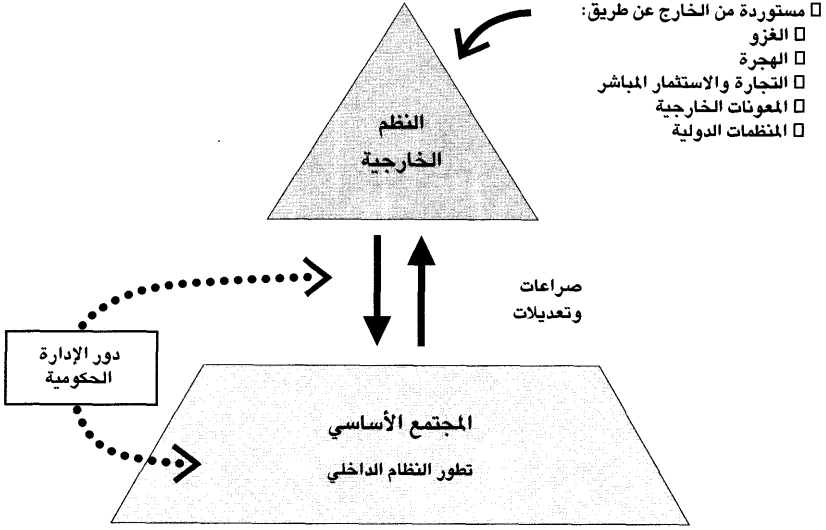 ▯ مستوردة من الخارج عن طريق:
▯ الغزو
▯ الهجرة
▯ التجارة والاستثمار المباشر
▯ المعونات الخارجية
▯ المنظمات الدولية
النظم
الخارجية
صراعات
وتعديلات
دور الإدارة
الحكومية
المجتمع الأساسي
تطور النظام الداخلي